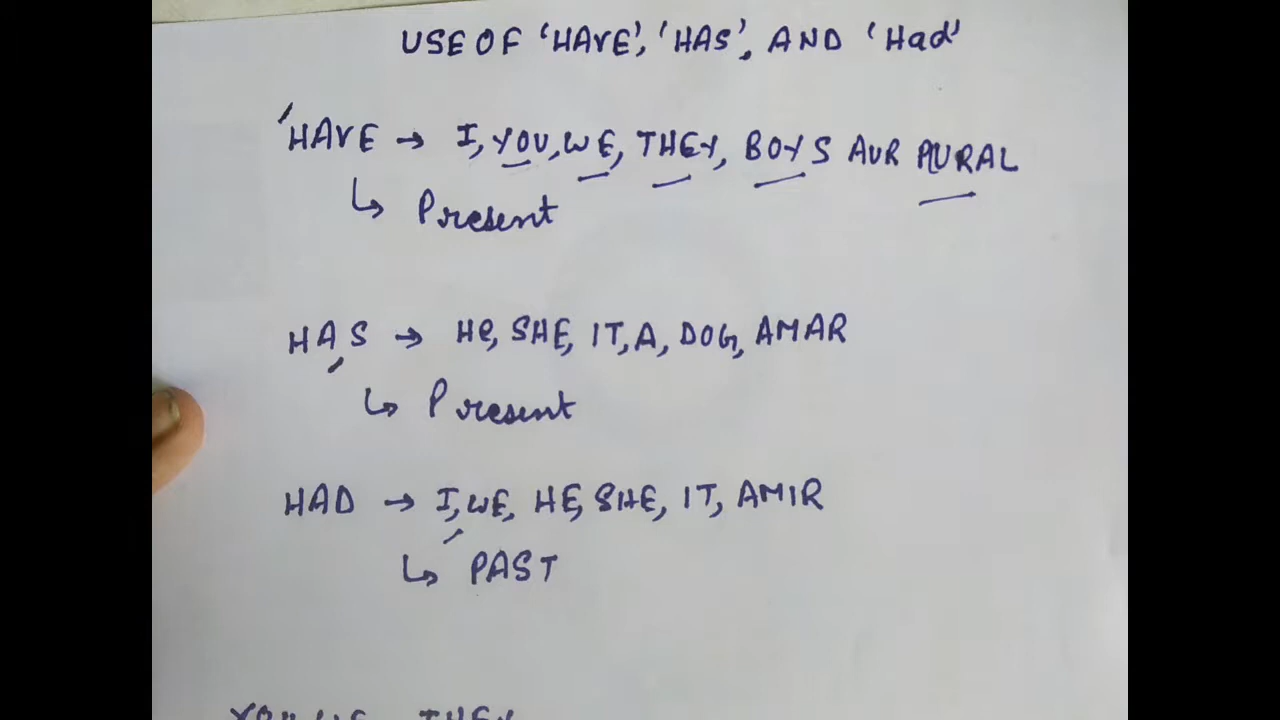 USE OF 'HAVE', 'HAS', AND 'Had'
HAVE → I, YOU, WE, THEY, BOYS AUR PLURAL
↳ Present
HAS → He, SHE, IT, A, DOG, AMAR
↳ Present
HAD → I, WE, HE, SHE, IT, AMIR
↳ PAST
THEY